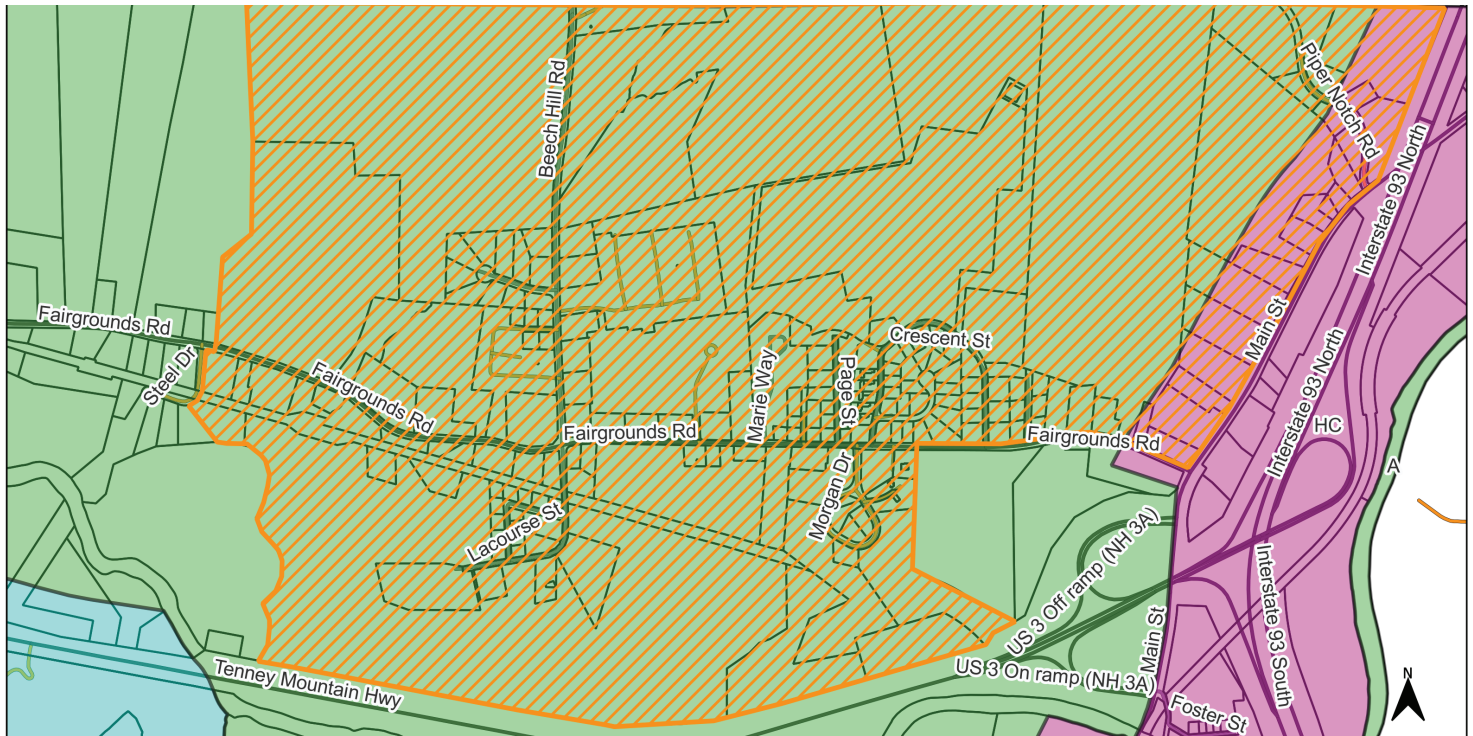 Piper Notch Rd
Beech Hill Rd
Interstate 93 North
Fairgrounds Rd
Steel Dr
Fairgrounds Rd
Crescent St
Main St
Page St
Marie Way
Interstate 93 North
Fairgrounds Rd
Fairgrounds Rd
HC
A
Morgan Dr
Lacourse St
US 3 Off ramp (NH 3A)
Interstate 93 South
Main St
US 3 On ramp (NH 3A)
Tenney Mountain Hwy
Foster St
N